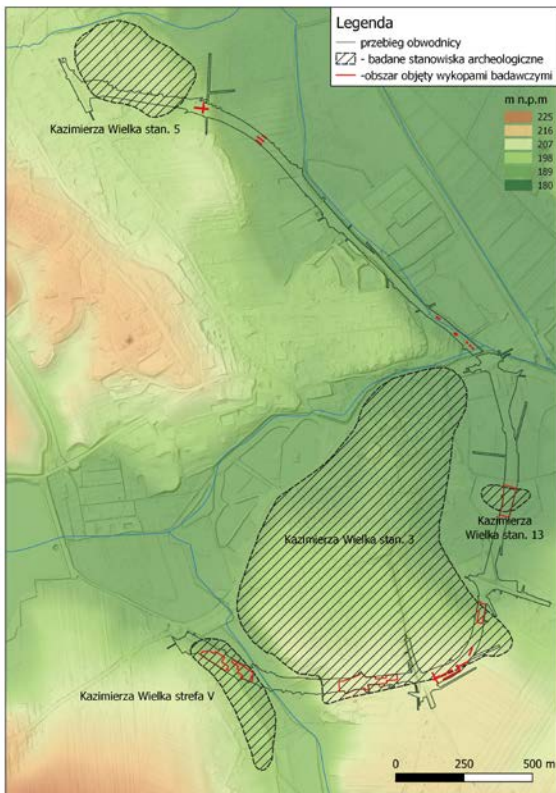 Legenda
przebieg obwodnicy
- badane stanowiska archeologiczne
-obszar objęty wykopami badawczymi
m n.p.m
225
216
207
198
189
180
Kazimierza Wielka stan. 5
Kazimierza Wielka stan. 3
Kazimierza
Wielka stan. 13
Kazimierza Wielka strefa V
0 250 500 m